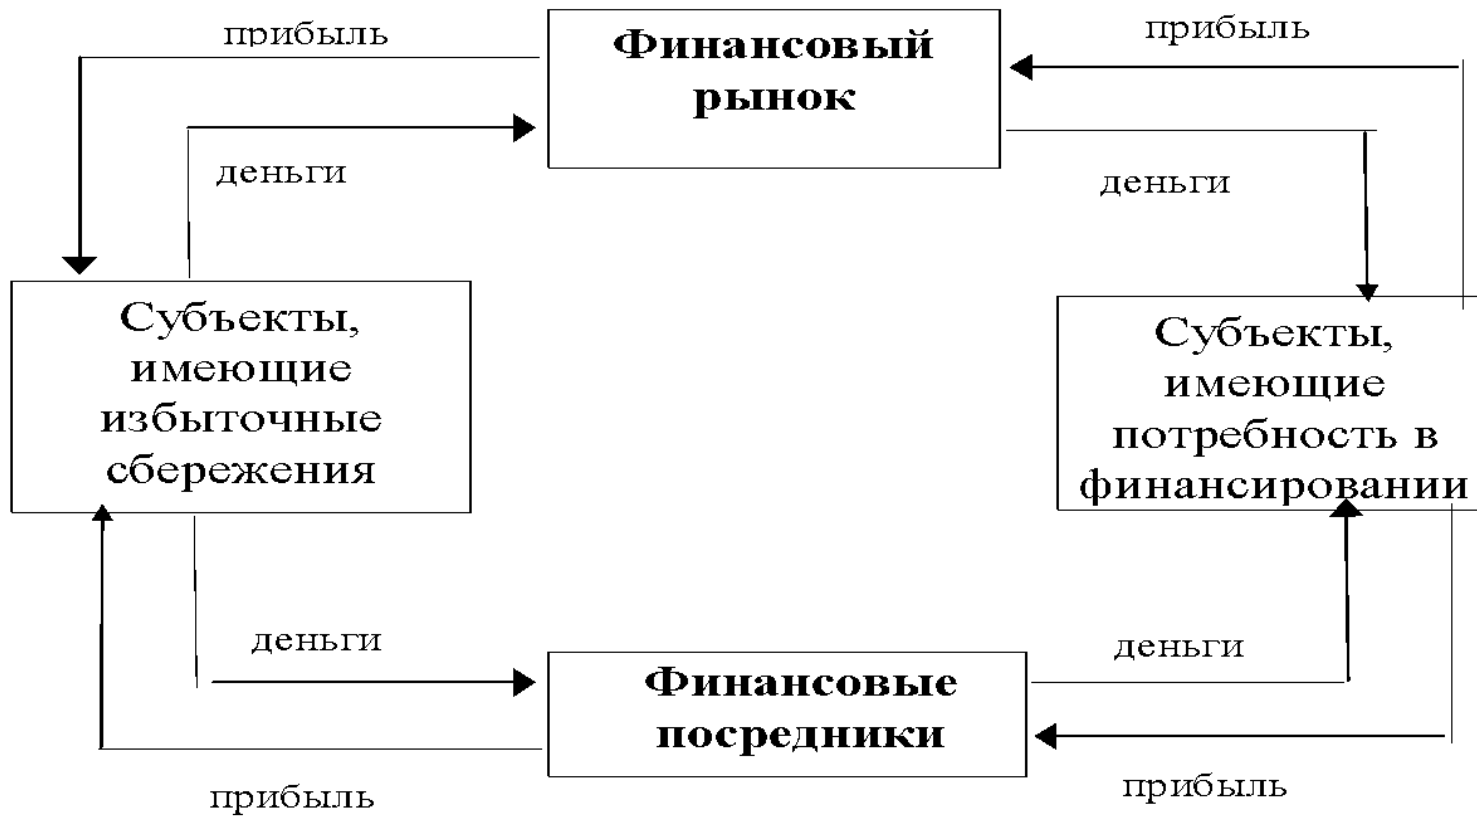 прибыль
Финансовый
рынок
прибыль
деньги
деньги
Субъекты,
имеющие
избыточные
сбережения
Субъекты,
имеющие
потребность в
финансировании
деньги
деньги
Финансовые
посредники
прибыль
прибыль